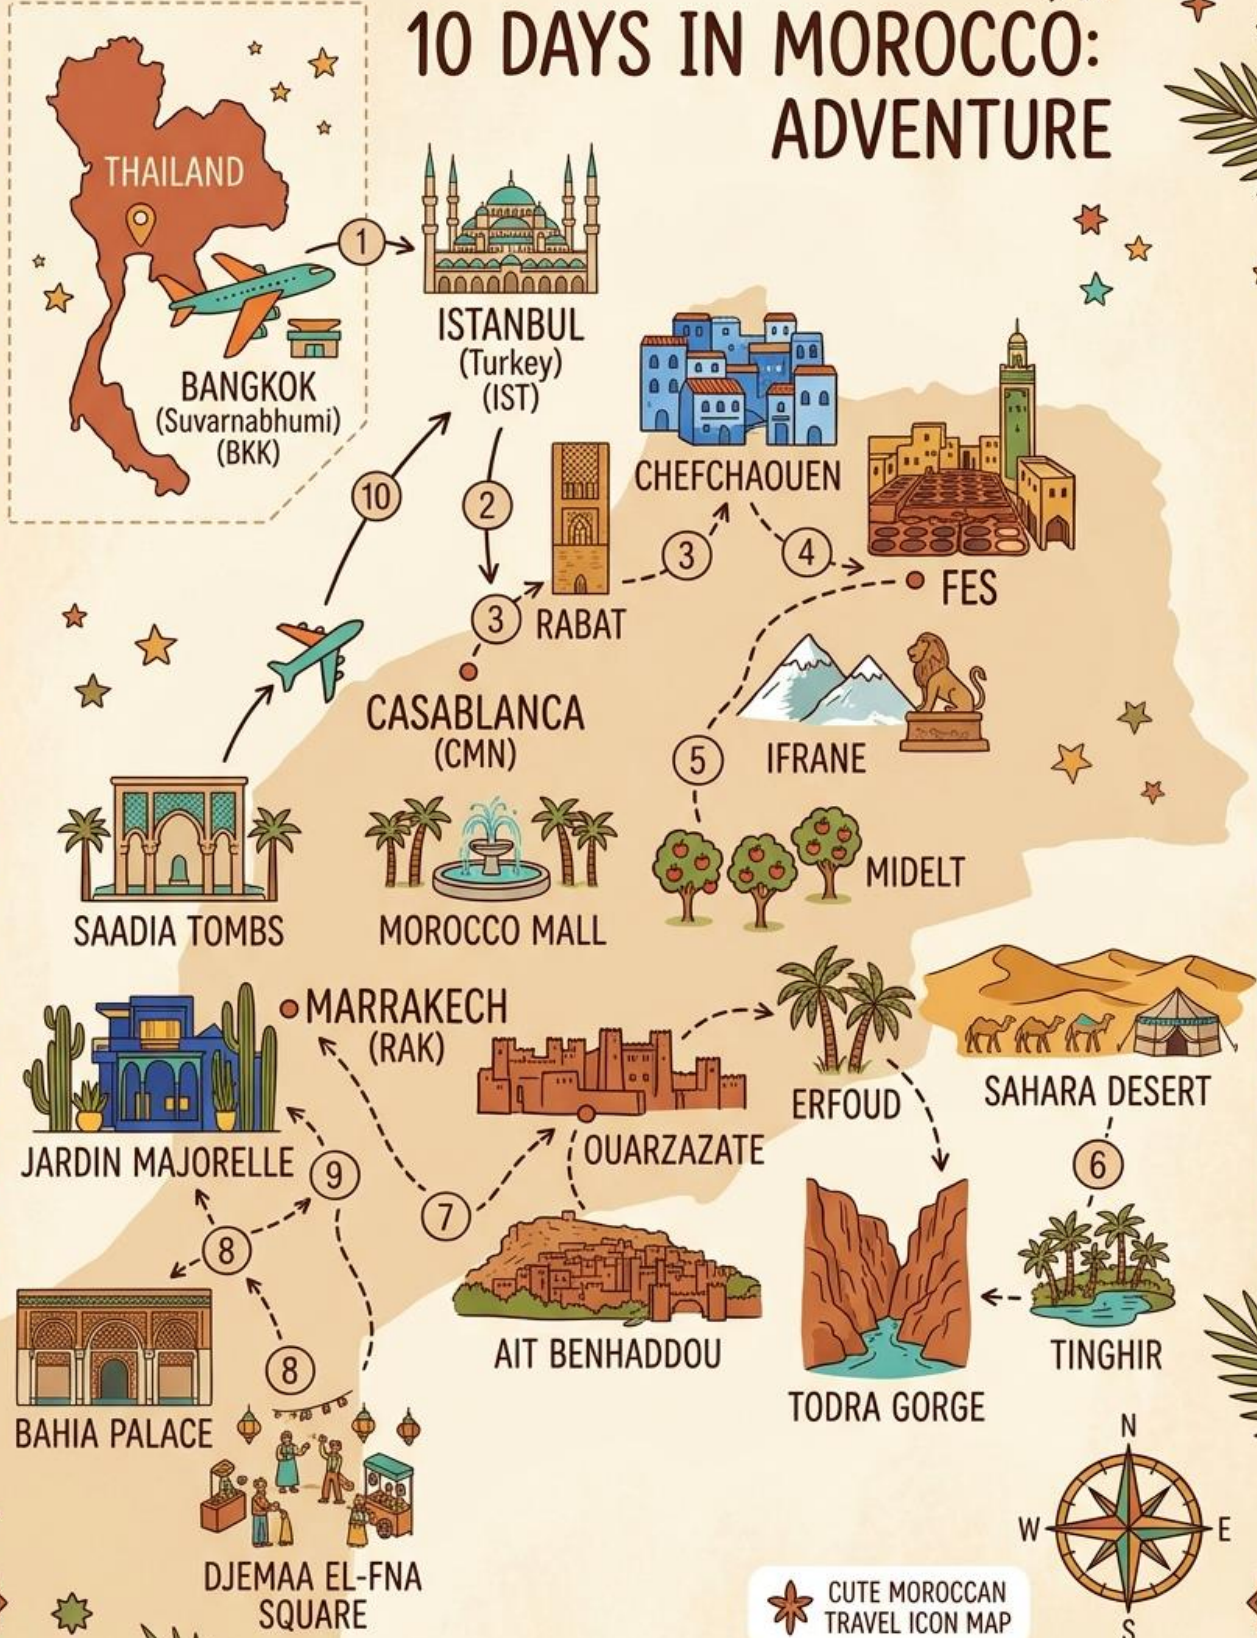 10 DAYS IN MOROCCO:
ADVENTURE
THAILAND
1
BANGKOK
(Suvarnabhumi)
(BKK)
ISTANBUL
(Turkey)
(IST)
10
2
CHEFCHAOUEN
3
4
FES
3
RABAT
CASABLANCA
(CMN)
5
IFRANE
SAADIA TOMBS
MOROCCO MALL
MIDELT
MARRAKECH
(RAK)
JARDIN MAJORELLE
OUARZAZATE
ERFOUD
SAHARA DESERT
6
9
7
8
8
BAHIA PALACE
AIT BENHADDOU
TODRA GORGE
TINGHIR
DJEMAA EL-FNA
SQUARE
N
W
E
S
CUTE MOROCCAN
TRAVEL ICON MAP